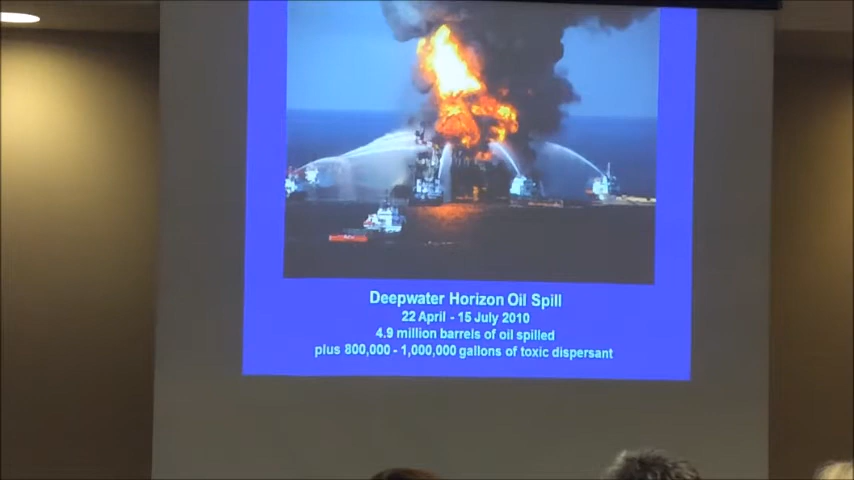 Deepwater Horizon Oil Spill
22 April - 15 July 2010
4.9 million barrels of oil spilled
plus 800,000 - 1,000,000 gallons of toxic dispersant